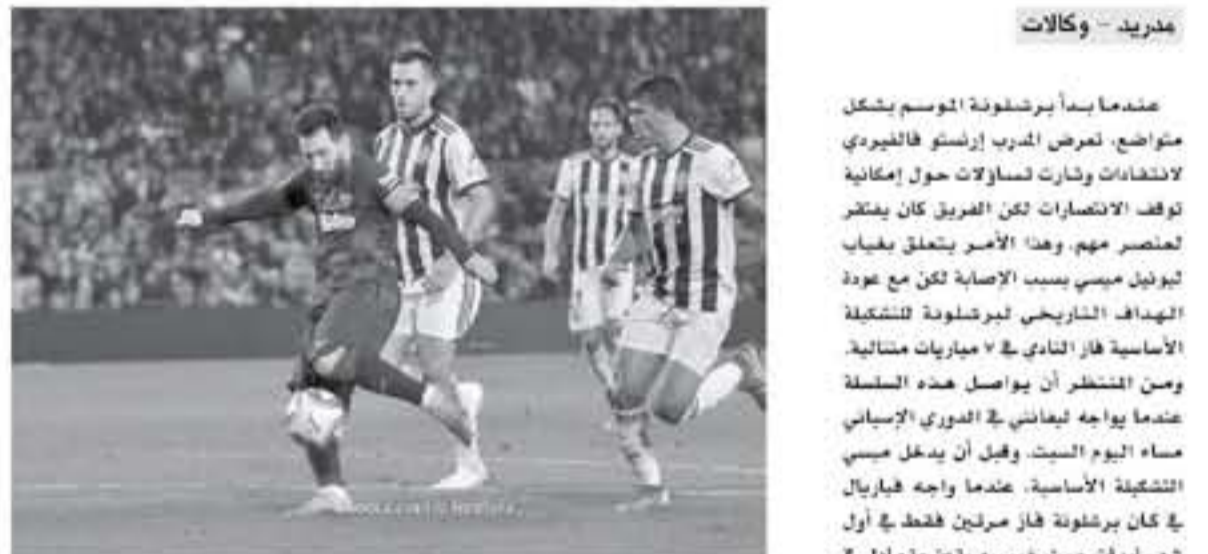 مدريد - وكالات
عندما بدأ برشلونة الموسم بشكل
متواضع، تعرض المدرب إرنستو فالفيردي
لانتقادات وثارت تساؤلات حول إمكانية
توقف الانتصارات لكن الفريق كان يفتقر
لعنصر مهم. وهذا الأمر يتعلق بغياب
ليونيل ميسي بسبب الإصابة لكن مع عودة
الهداف التاريخي لبرشلونة للتشكيلة
الأساسية فاز النادي في ٧ مباريات متتالية.
ومن المنتظر أن يواصل هذه السلسلة
عندما يواجه ليفانتي في الدوري الإسباني
مساء اليوم السبت. وقبل أن يدخل ميسي
التشكيلة الأساسية، عندما واجه فياريال
في كان برشلونة فاز مرتين فقط في أول